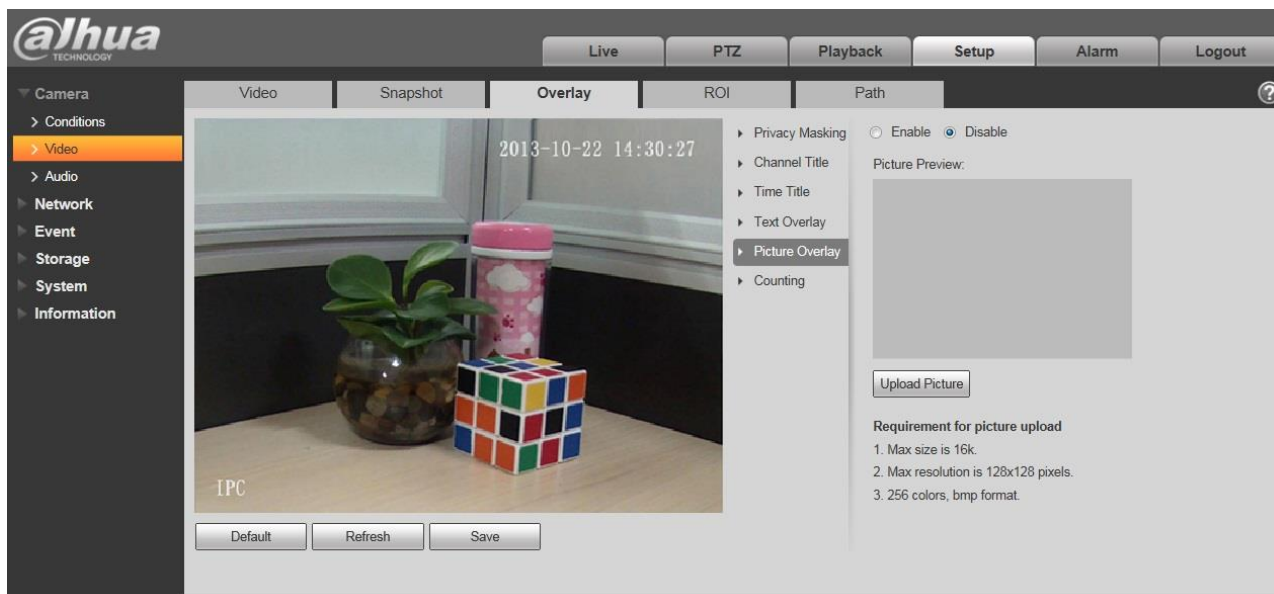 alhua
TECHNOLOGY
Live
PTZ
Playback
Setup
Alarm
Logout
Camera
Conditions
Video
Audio
Network
Event
Storage
System
Information
Video
Snapshot
Overlay
ROI
Path
?
2013-10-22 14:30:27
IPC
Default
Refresh
Save
Privacy Masking
Channel Title
Time Title
Text Overlay
Picture Overlay
Counting
Enable
Disable
Picture Preview:
Upload Picture
Requirement for picture upload
1. Max size is 16k.
2. Max resolution is 128x128 pixels.
3. 256 colors, bmp format.